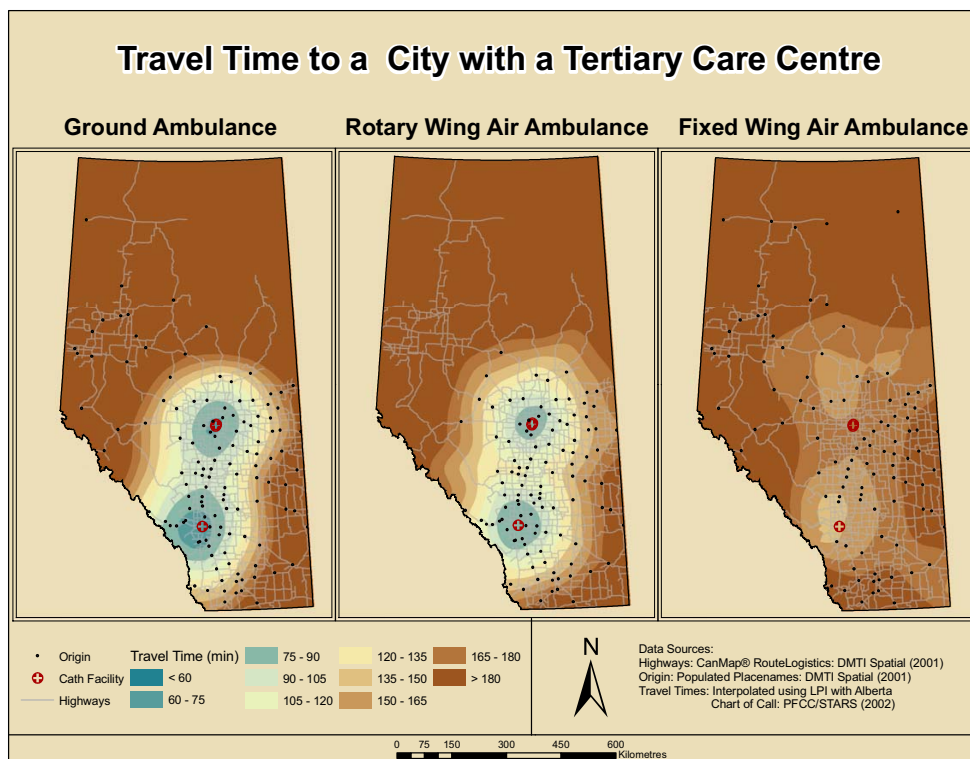 Travel Time to a City with a Tertiary Care Centre
Ground Ambulance
Rotary Wing Air Ambulance
Fixed Wing Air Ambulance
Origin
Cath Facility
Highways
Travel Time (min)
< 60
60 - 75
75 - 90
90 - 105
105 - 120
120 - 135
135 - 150
150 - 165
165 - 180
> 180
N
Data Sources:
Highways: CanMap® RouteLogistics: DMTI Spatial (2001)
Origin: Populated Placenames: DMTI Spatial (2001)
Travel Times: Interpolated using LPI with Alberta
Chart of Call: PFCC/STARS (2002)
0 75 150 300 450 600
Kilometres